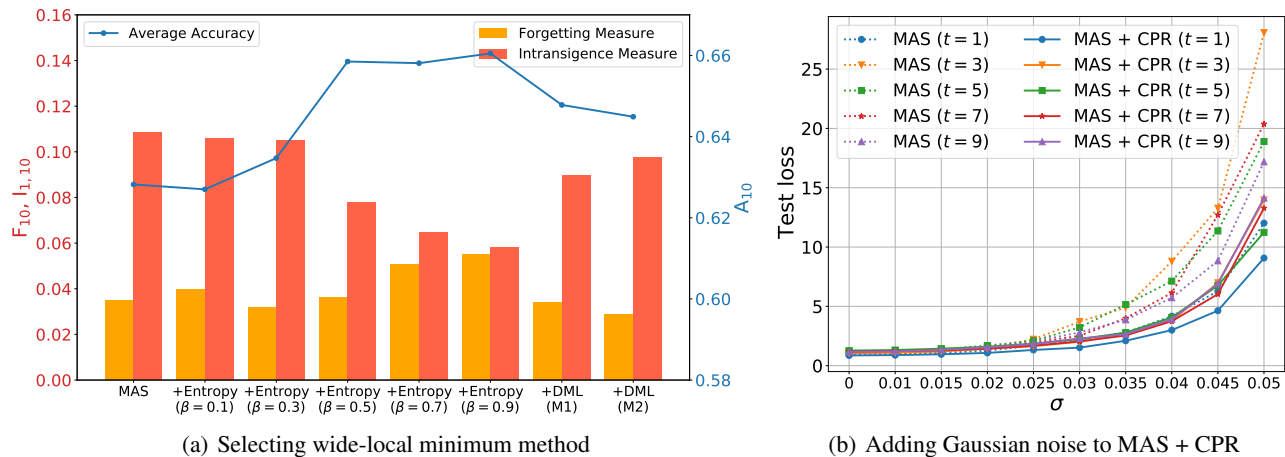 0.16
0.14
0.12
0.10
0.08
0.06
0.04
0.02
0.00
F₁₀, I₁,₁₀
Average Accuracy
Forgetting Measure
Intransigence Measure
0.66
0.64
0.62
0.60
0.58
A₁₀
MAS
+Entropy
(β = 0.1)
+Entropy
(β = 0.3)
+Entropy
(β = 0.5)
+Entropy
(β = 0.7)
+Entropy
(β = 0.9)
+DML
(M1)
+DML
(M2)
(a) Selecting wide-local minimum method
Test loss
25
20
15
10
5
0
MAS (t = 1)
MAS (t = 3)
MAS (t = 5)
MAS (t = 7)
MAS (t = 9)
MAS + CPR (t = 1)
MAS + CPR (t = 3)
MAS + CPR (t = 5)
MAS + CPR (t = 7)
MAS + CPR (t = 9)
0 0.01 0.015 0.02 0.025 0.03 0.035 0.04 0.045 0.05
σ
(b) Adding Gaussian noise to MAS + CPR